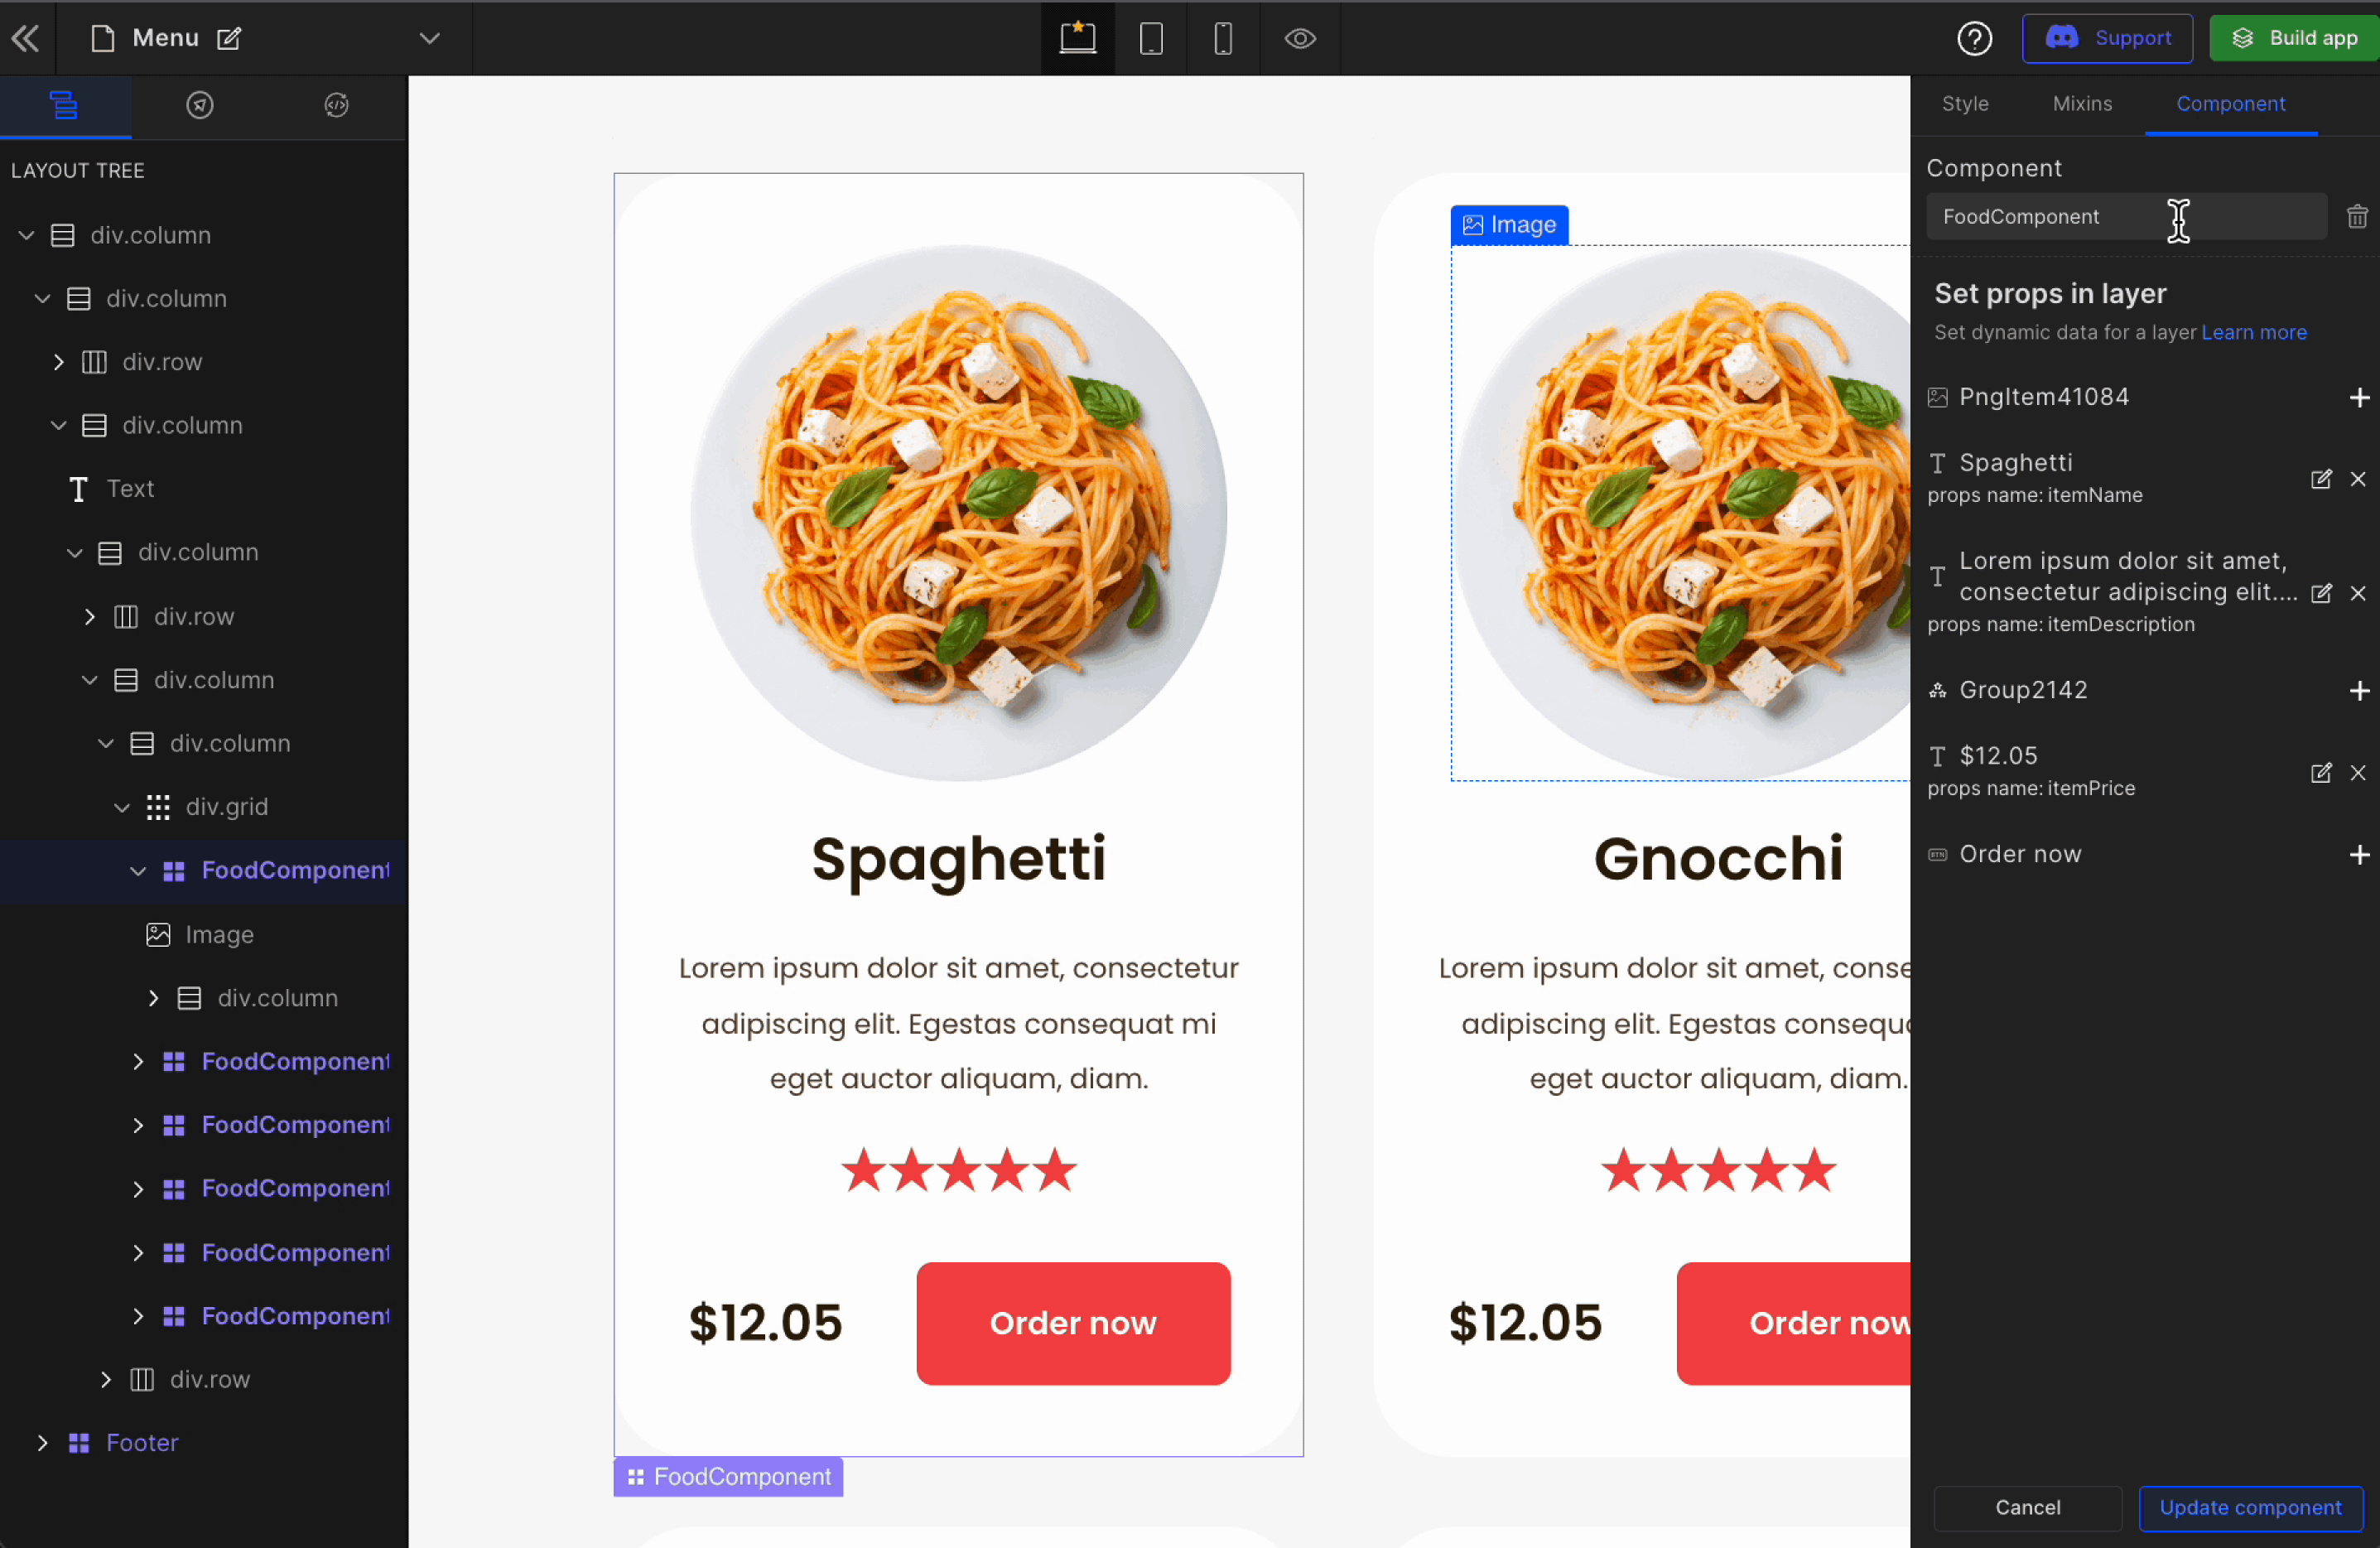 Menu
Support
Build app
Style
Mixins
Component
LAYOUT TREE
div.column
div.column
div.row
div.column
Text
div.column
div.row
div.column
div.column
div.grid
FoodComponent
Image
div.column
FoodComponent
FoodComponent
FoodComponent
FoodComponent
FoodComponent
div.row
Footer
Spaghetti
Lorem ipsum dolor sit amet, consectetur
adipiscing elit. Egestas consequat mi
eget auctor aliquam, diam.
$12.05
Order now
FoodComponent
Image
Gnocchi
Lorem ipsum dolor sit amet, conse
adipiscing elit. Egestas consequ
eget auctor aliquam, diam.
$12.05
Order now
Component
FoodComponent
Set props in layer
Set dynamic data for a layer Learn more
PngItem41084
Spaghetti
props name: itemName
Lorem ipsum dolor sit amet,
consectetur adipiscing elit....
props name: itemDescription
Group2142
$12.05
props name: itemPrice
BTN Order now
Cancel
Update component